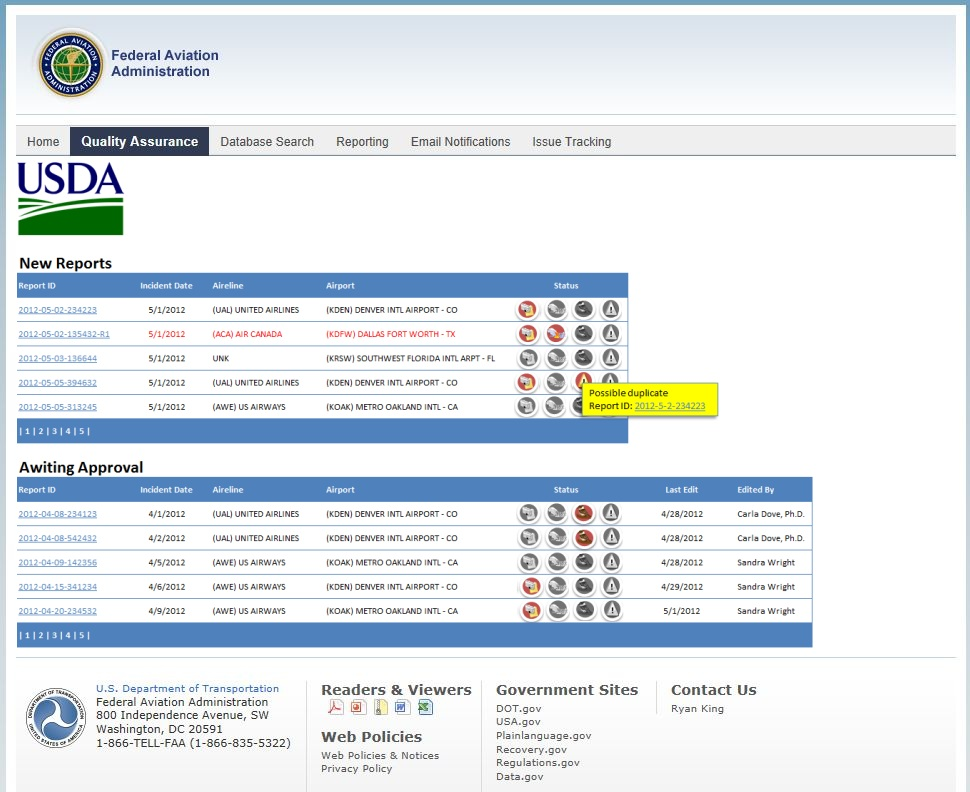 FEDERAL AVIATION ADMINISTRATION
Federal Aviation
Administration
Home Quality Assurance Database Search Reporting Email Notifications Issue Tracking
USDA
New Reports
Report ID Incident Date Aireline Airport Status
2012-05-02-234223 5/1/2012 (UAL) UNITED AIRLINES (KDEN) DENVER INTL AIRPORT - CO
2012-05-02-135432-R1 5/1/2012 (ACA) AIR CANADA (KDFW) DALLAS FORT WORTH - TX
2012-05-03-136644 5/1/2012 UNK (KRSW) SOUTHWEST FLORIDA INTL ARPT - FL
2012-05-05-394632 5/1/2012 (UAL) UNITED AIRLINES (KDEN) DENVER INTL AIRPORT - CO
Possible duplicate
2012-05-05-313245 5/1/2012 (AWE) US AIRWAYS (KOAK) METRO OAKLAND INTL - CA
Report ID: 2012-5-2-234223
| 1 | 2 | 3 | 4 | 5 |
Awiting Approval
Report ID Incident Date Aireline Airport Status Last Edit Edited By
2012-04-08-234123 4/1/2012 (UAL) UNITED AIRLINES (KDEN) DENVER INTL AIRPORT - CO 4/28/2012 Carla Dove, Ph.D.
2012-04-08-542432 4/2/2012 (UAL) UNITED AIRLINES (KDEN) DENVER INTL AIRPORT - CO 4/28/2012 Carla Dove, Ph.D.
2012-04-09-142356 4/5/2012 (AWE) US AIRWAYS (KOAK) METRO OAKLAND INTL - CA 4/28/2012 Sandra Wright
2012-04-15-341234 4/6/2012 (AWE) US AIRWAYS (KDEN) DENVER INTL AIRPORT - CO 4/29/2012 Sandra Wright
2012-04-20-234532 4/9/2012 (AWE) US AIRWAYS (KOAK) METRO OAKLAND INTL - CA 5/1/2012 Sandra Wright
| 1 | 2 | 3 | 4 | 5 |
DEPARTMENT OF TRANSPORTATION
UNITED STATES OF AMERICA
U.S. Department of Transportation
Federal Aviation Administration
800 Independence Avenue, SW
Washington, DC 20591
1-866-TELL-FAA (1-866-835-5322)
Readers & Viewers
Web Policies
Web Policies & Notices
Privacy Policy
Government Sites
DOT.gov
USA.gov
Plainlanguage.gov
Recovery.gov
Regulations.gov
Data.gov
Contact Us
Ryan King